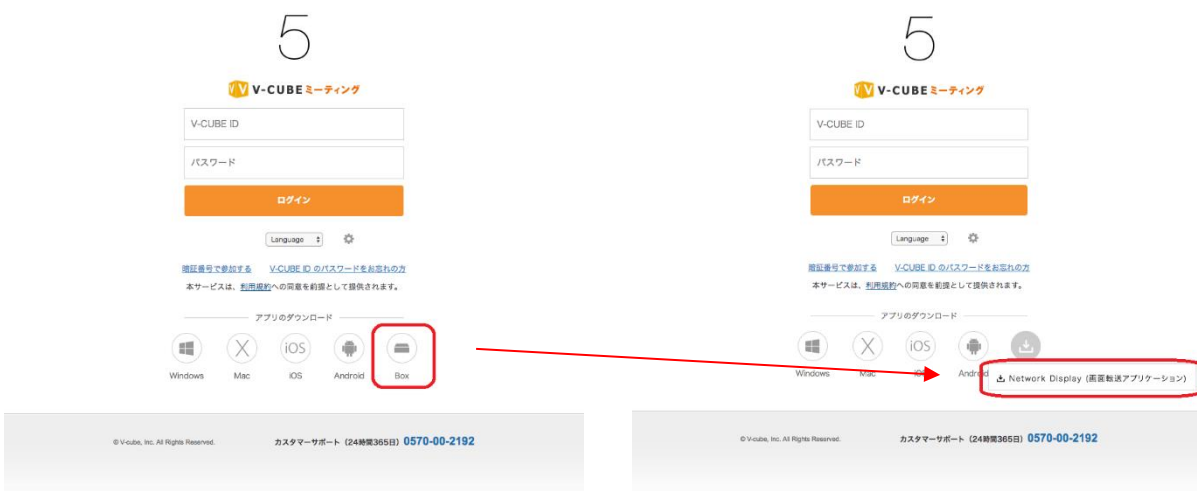 5
V-CUBE ミーティング
V-CUBE ID
パスワード
ログイン
Language
暗証番号で参加する V-CUBE ID のパスワードをお忘れの方
本サービスは、利用規約への同意を前提として提供されます。
アプリのダウンロード
iOS
Windows Mac iOS Android Box
© V-cube, Inc. All Rights Reserved. カスタマーサポート（24時間365日）0570-00-2192
5
V-CUBE ミーティング
V-CUBE ID
パスワード
ログイン
Language
暗証番号で参加する V-CUBE ID のパスワードをお忘れの方
本サービスは、利用規約への同意を前提として提供されます。
アプリのダウンロード
iOS
Windows Mac iOS Android
Network Display (画面転送アプリケーション)
© V-cube, Inc. All Rights Reserved. カスタマーサポート（24時間365日）0570-00-2192